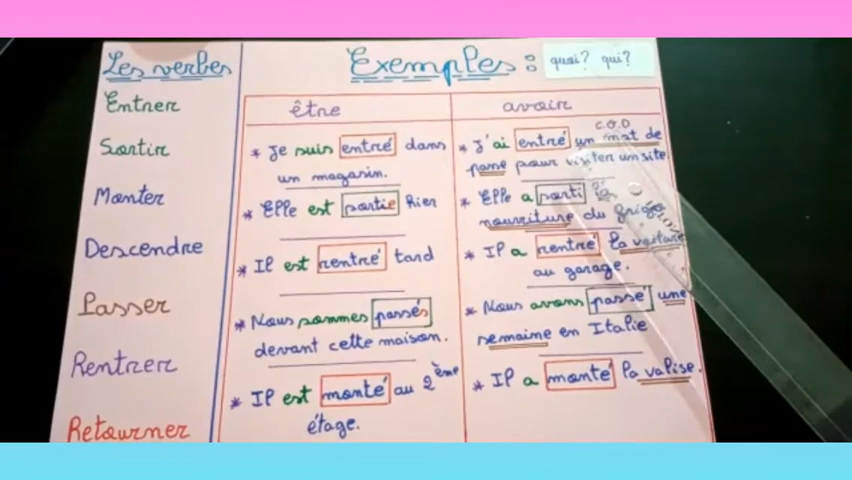 Les verbes
Entrer
Sortir
Monter
Descendre
Passer
Rentrer
Retourner
Exemples :
quoi? qui?
être
* Je suis entré dans
un magasin.
* Elle est sortie hier
* Il est rentré tard
* Nous sommes passés
devant cette maison.
* Il est monté au 2ème
étage.
avoir
C.O.D
* J'ai entré un mot de
passe pour visiter un site
* Elle a sorti la
nourriture du frigo
* Il a rentré la voiture
au garage.
* Nous avons passé une
semaine en Italie
* Il a monté la valise.